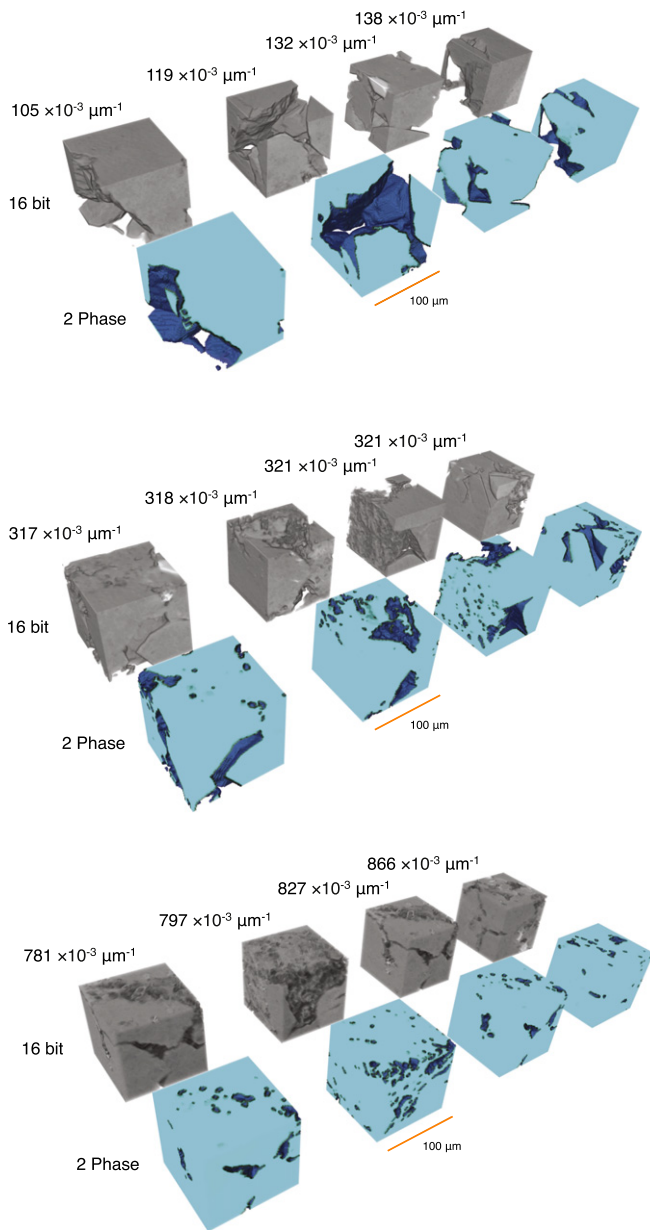 138 ×10⁻³ µm⁻¹
132 ×10⁻³ µm⁻¹
119 ×10⁻³ µm⁻¹
105 ×10⁻³ µm⁻¹
16 bit
100 µm
2 Phase
321 ×10⁻³ µm⁻¹
321 ×10⁻³ µm⁻¹
318 ×10⁻³ µm⁻¹
317 ×10⁻³ µm⁻¹
16 bit
100 µm
2 Phase
866 ×10⁻³ µm⁻¹
827 ×10⁻³ µm⁻¹
797 ×10⁻³ µm⁻¹
781 ×10⁻³ µm⁻¹
16 bit
100 µm
2 Phase